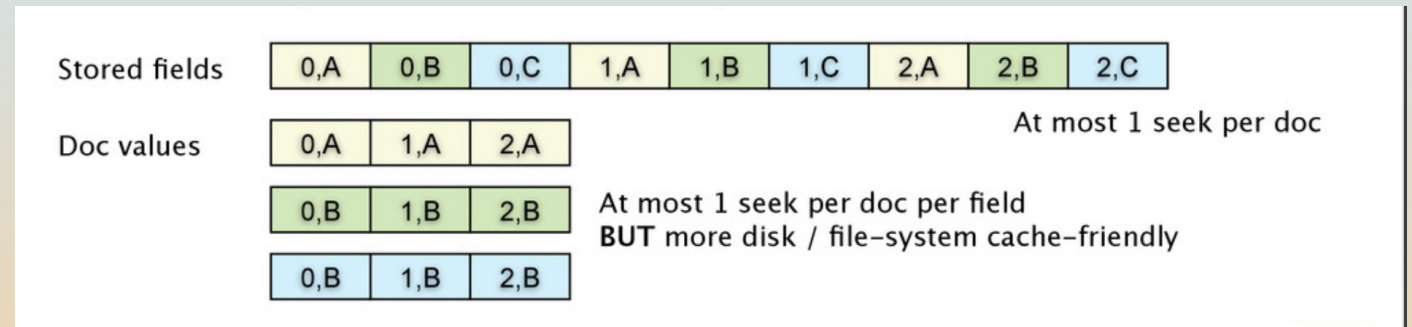 Stored fields 0,A 0,B 0,C 1,A 1,B 1,C 2,A 2,B 2,C
At most 1 seek per doc
Doc values 0,A 1,A 2,A
0,B 1,B 2,B
At most 1 seek per doc per field
BUT more disk / file-system cache-friendly
0,B 1,B 2,B